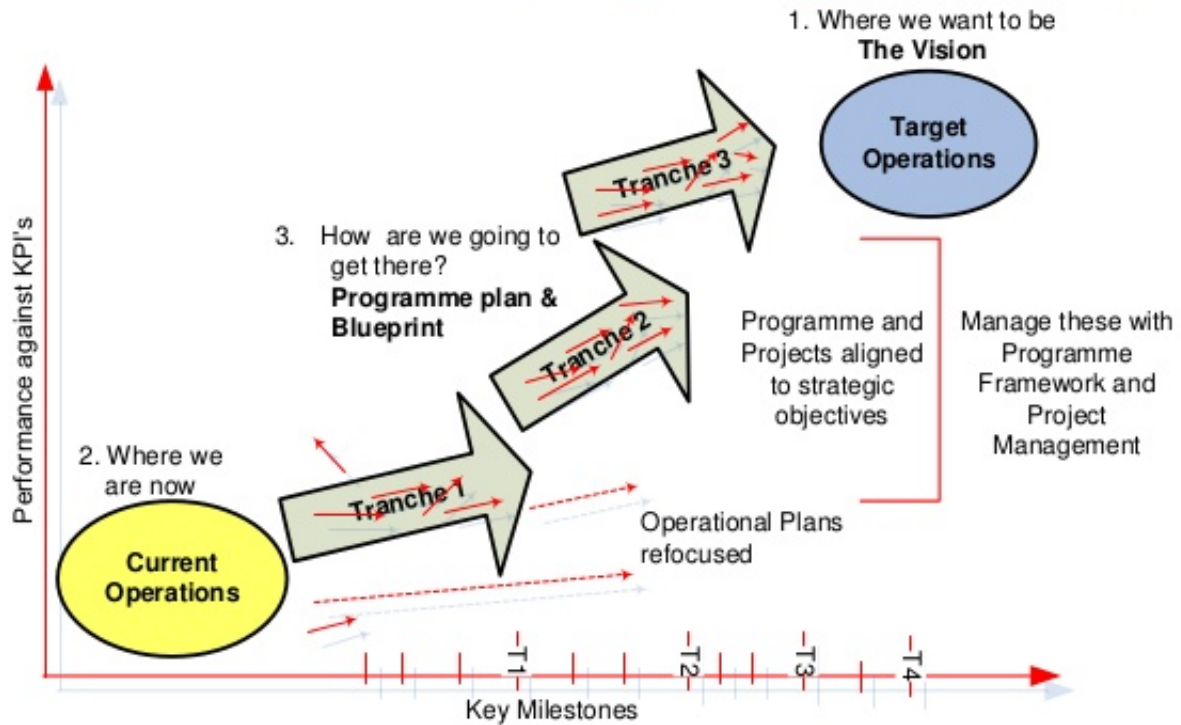 1. Where we want to be
The Vision
Target
Operations
Tranche 3
3. How are we going to
get there?
Programme plan &
Blueprint
Tranche 2
Programme and
Projects aligned
to strategic
objectives
Manage these with
Programme
Framework and
Project
Management
Performance against KPI's
2. Where we
are now
Tranche 1
Current
Operations
Operational Plans
refocused
T1
T2
T3
T4
Key Milestones